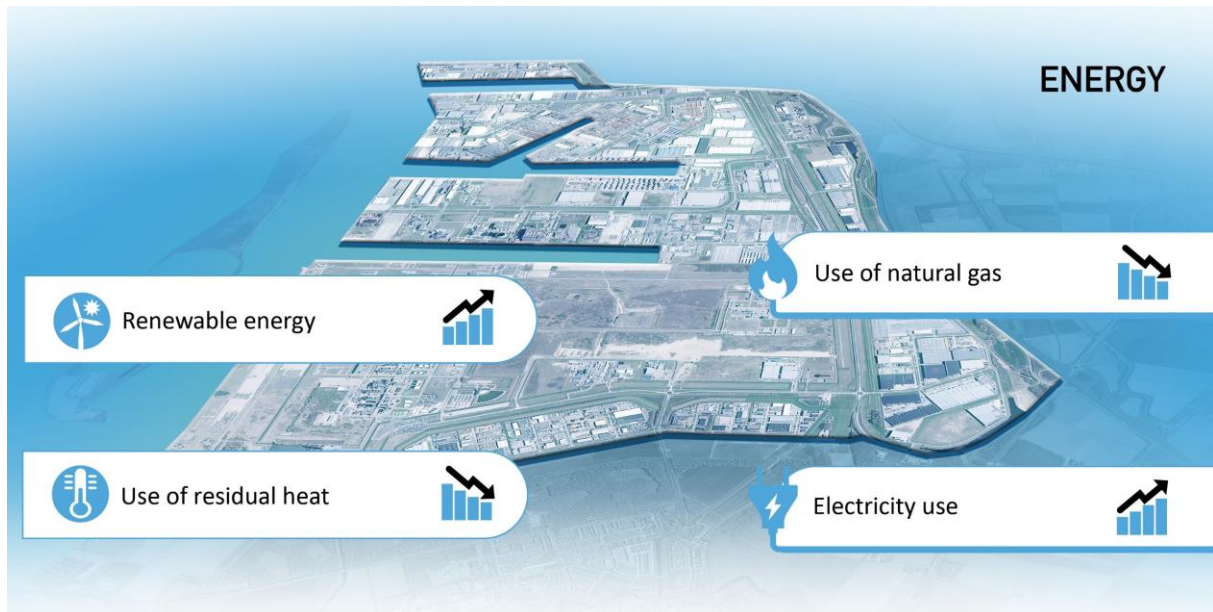 ENERGY
Use of natural gas
Renewable energy
Use of residual heat
Electricity use